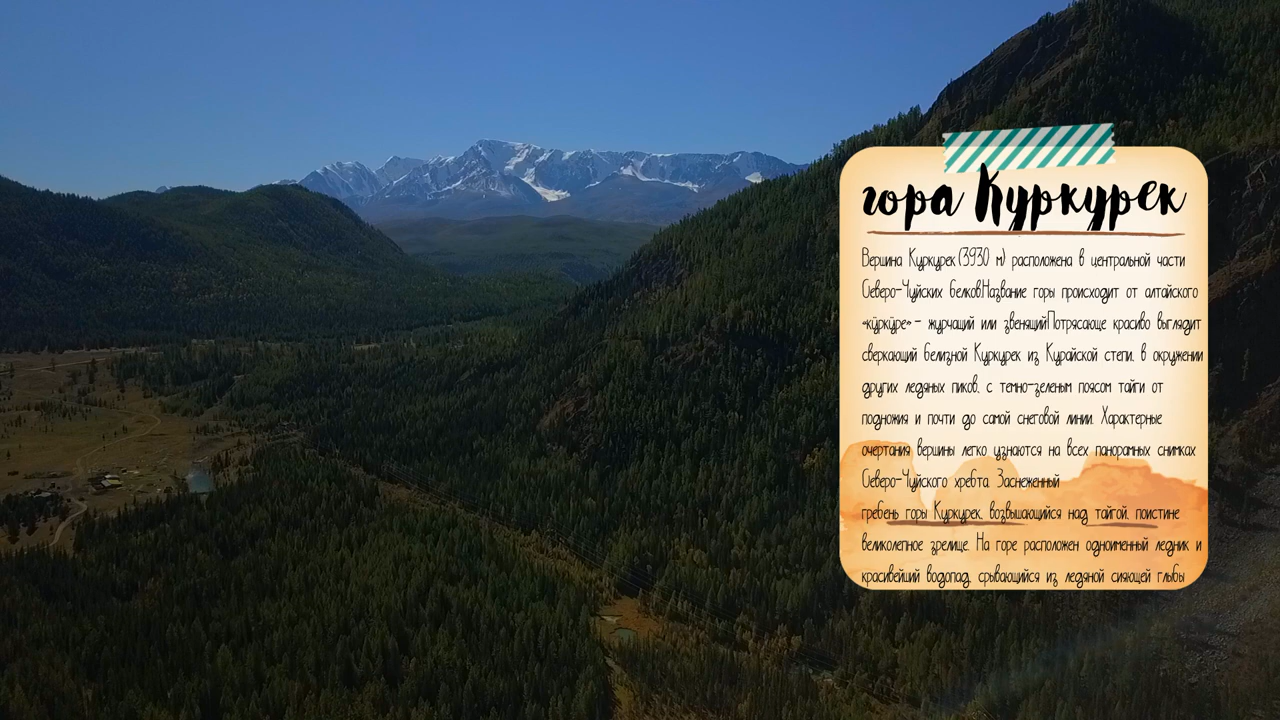 гора Куркурек
Вершина Куркурек (3930 м) расположена в центральной части
Северо-Чуйских белков.Название горы происходит от алтайского
«кӱркӱре» - журчащий или звенящий.Потрясающе красиво выглядит
сверкающий белизной Куркурек из Курайской степи, в окружении
других ледяных пиков, с темно-зеленым поясом тайги от
подножия и почти до самой снеговой линии. Характерные
очертания вершины легко узнаются на всех панорамных снимках
Северо-Чуйского хребта. Заснеженный
гребень горы Куркурек, возвышающийся над тайгой, поистине
великолепное зрелище. На горе расположен одноименный ледник и
красивейший водопад, срывающийся из ледяной сияющей глыбы